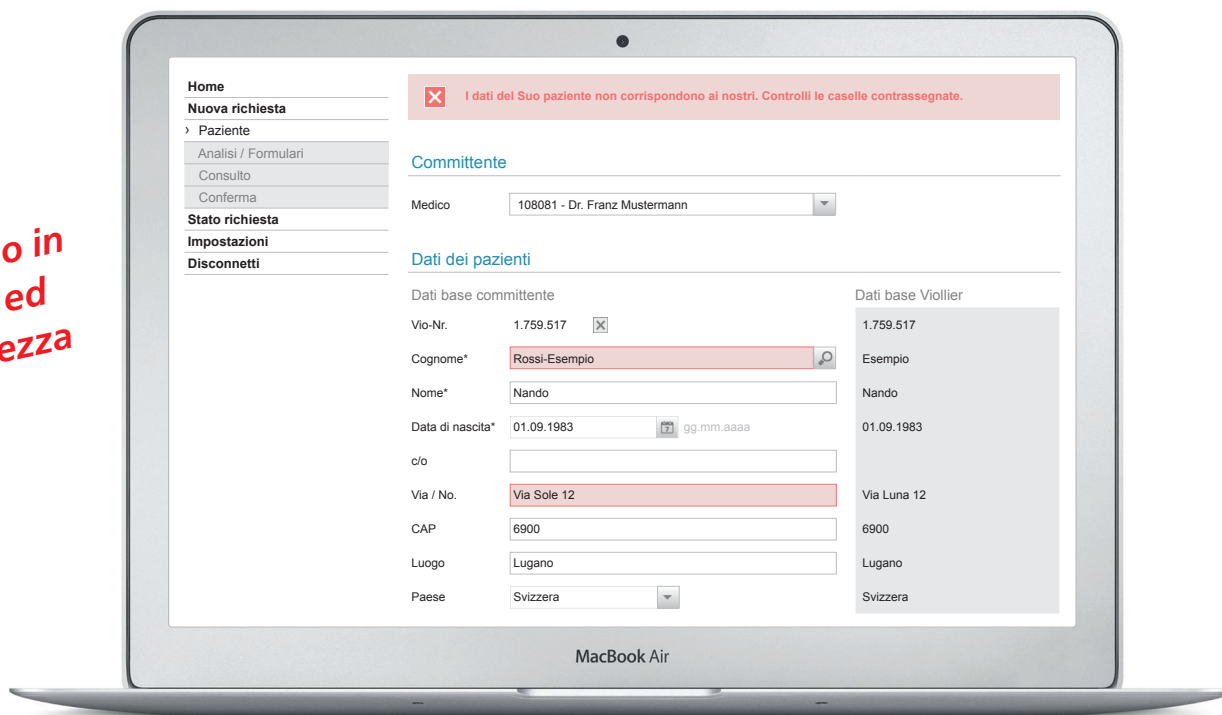 Home
Nuova richiesta
› Paziente
Analisi / Formulari
Consulto
Conferma
Stato richiesta
Impostazioni
Disconnetti
I dati del Suo paziente non corrispondono ai nostri. Controlli le caselle contrassegnate.
Committente
Medico 108081 - Dr. Franz Mustermann
Dati dei pazienti
Dati base committente Dati base Viollier
Vio-Nr. 1.759.517 1.759.517
Cognome* Rossi-Esempio Esempio
Nome* Nando Nando
Data di nascita* 01.09.1983 7 gg.mm.aaaa 01.09.1983
c/o
Via / No. Via Sole 12 Via Luna 12
CAP 6900 6900
Luogo Lugano Lugano
Paese Svizzera Svizzera
MacBook Air
o in
ed
ezza